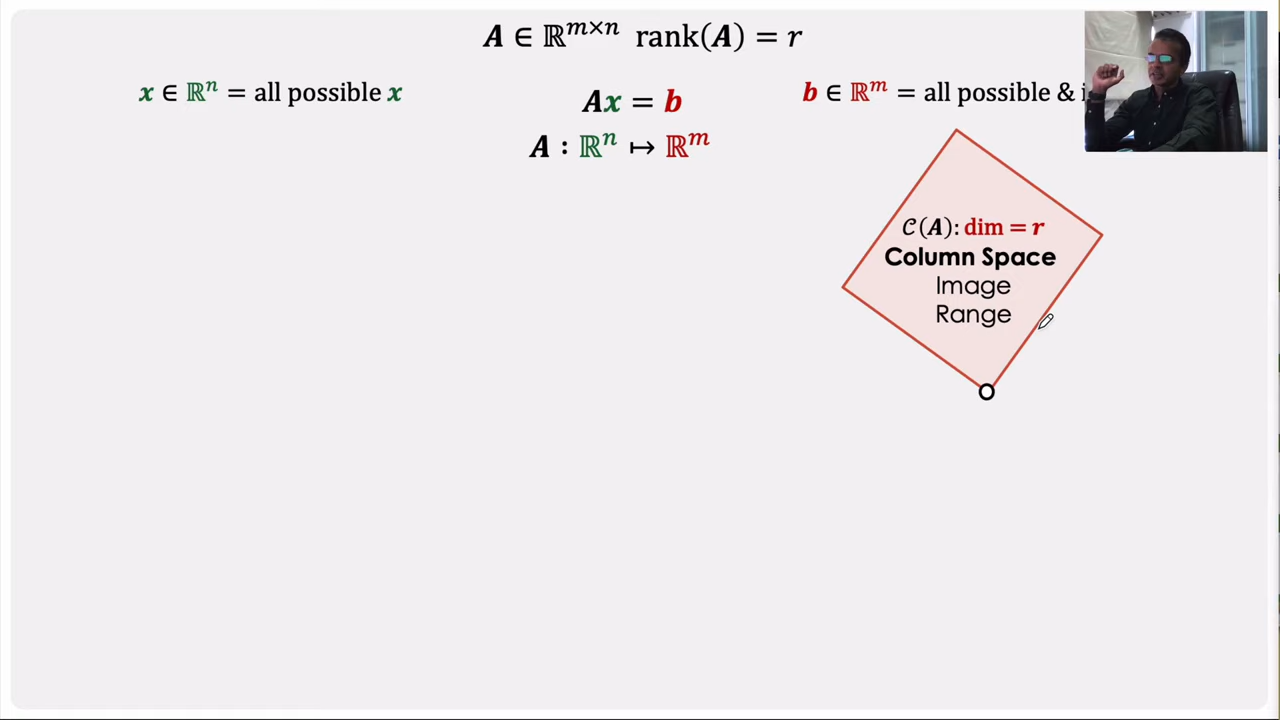 A ∈ ℝ^{m×n} rank(A) = r
x ∈ ℝ^n = all possible x
Ax = b
b ∈ ℝ^m = all possible &
A : ℝ^n ↦ ℝ^m
𝒞(A): dim = r
Column Space
Image
Range